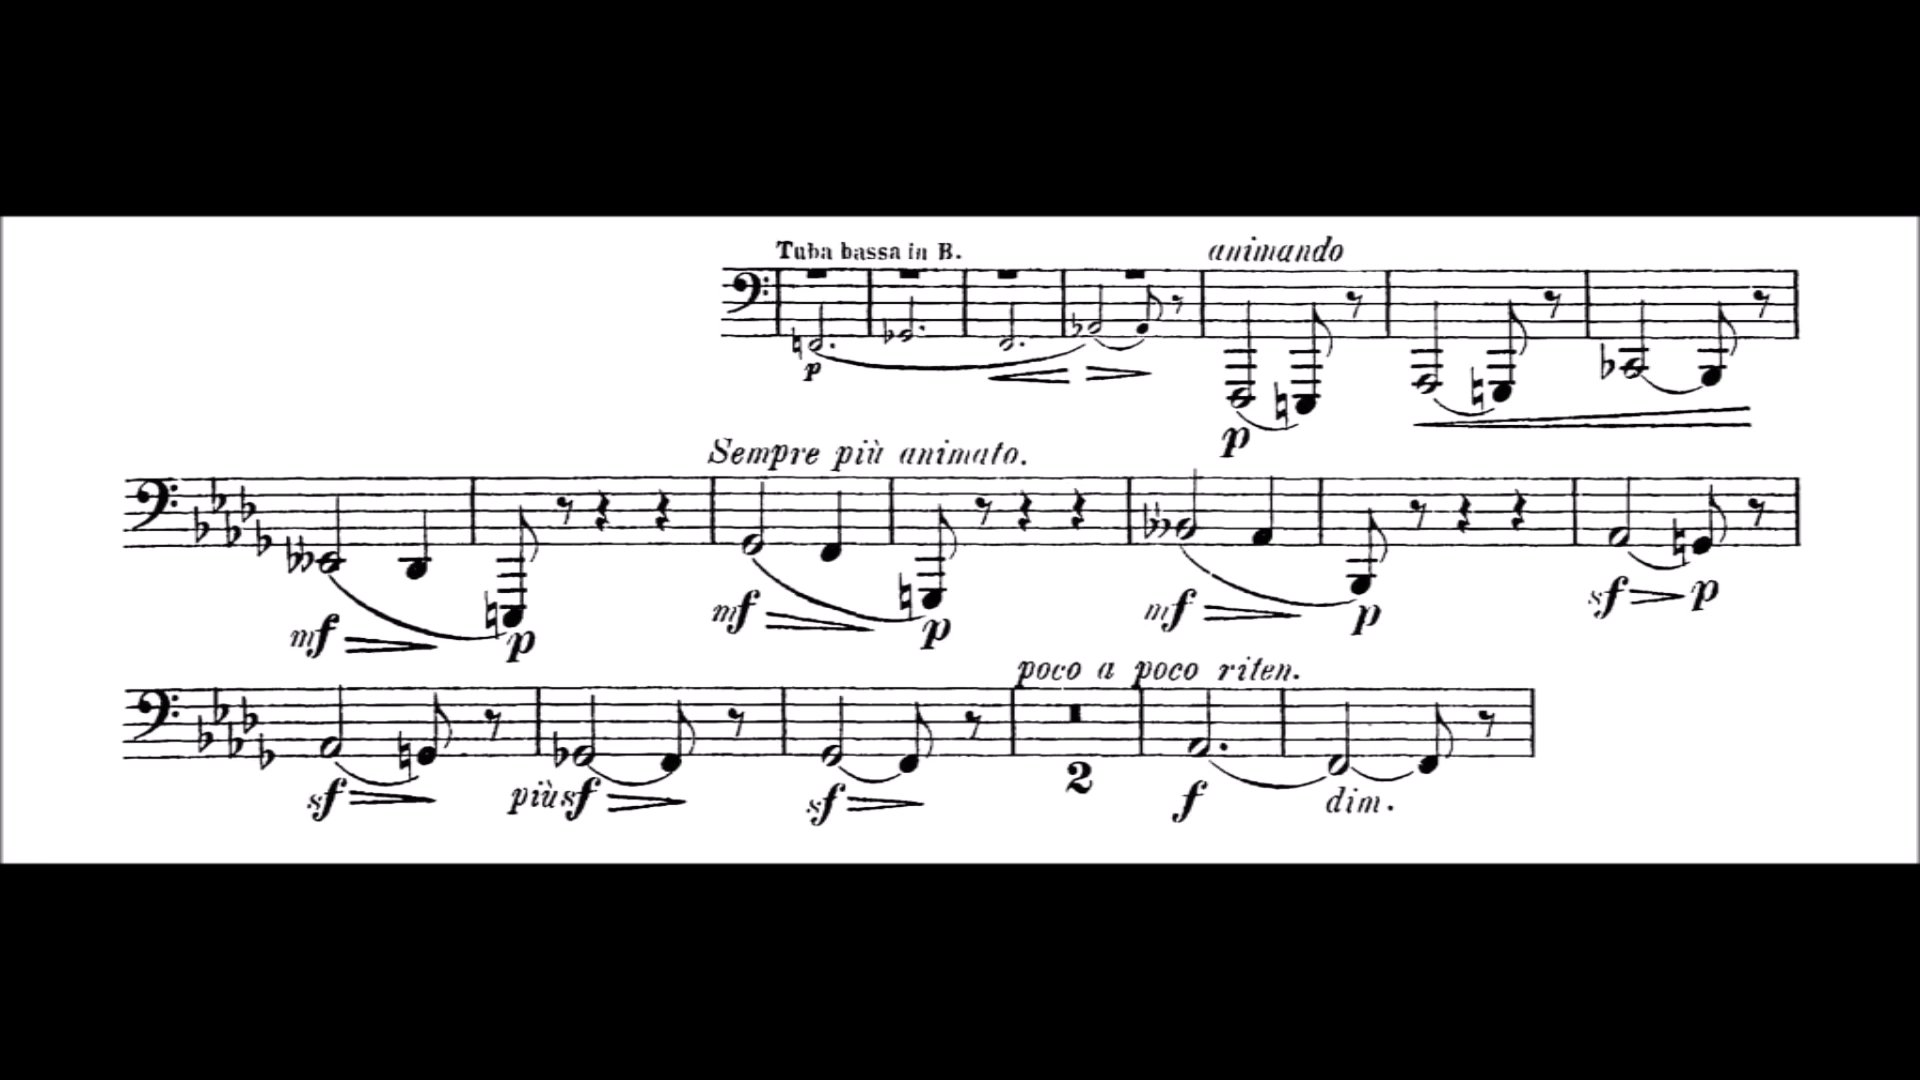 Tuba bassa in B. animando
p p
Sempre più animato.
mf p mf p mf p sf p
poco a poco riten.
sf più sf sf 2 f dim.